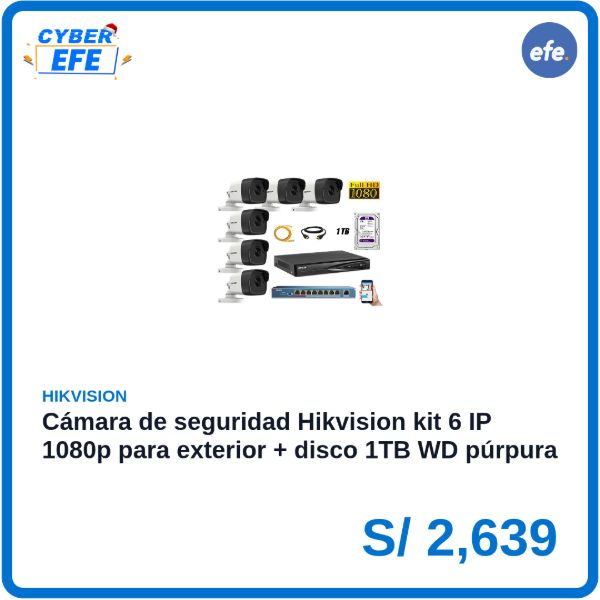 CYBER
EFE
efe.
Full HD
1080
1TB
HIKVISION
Cámara de seguridad Hikvision kit 6 IP
1080p para exterior + disco 1TB WD púrpura
S/ 2,639